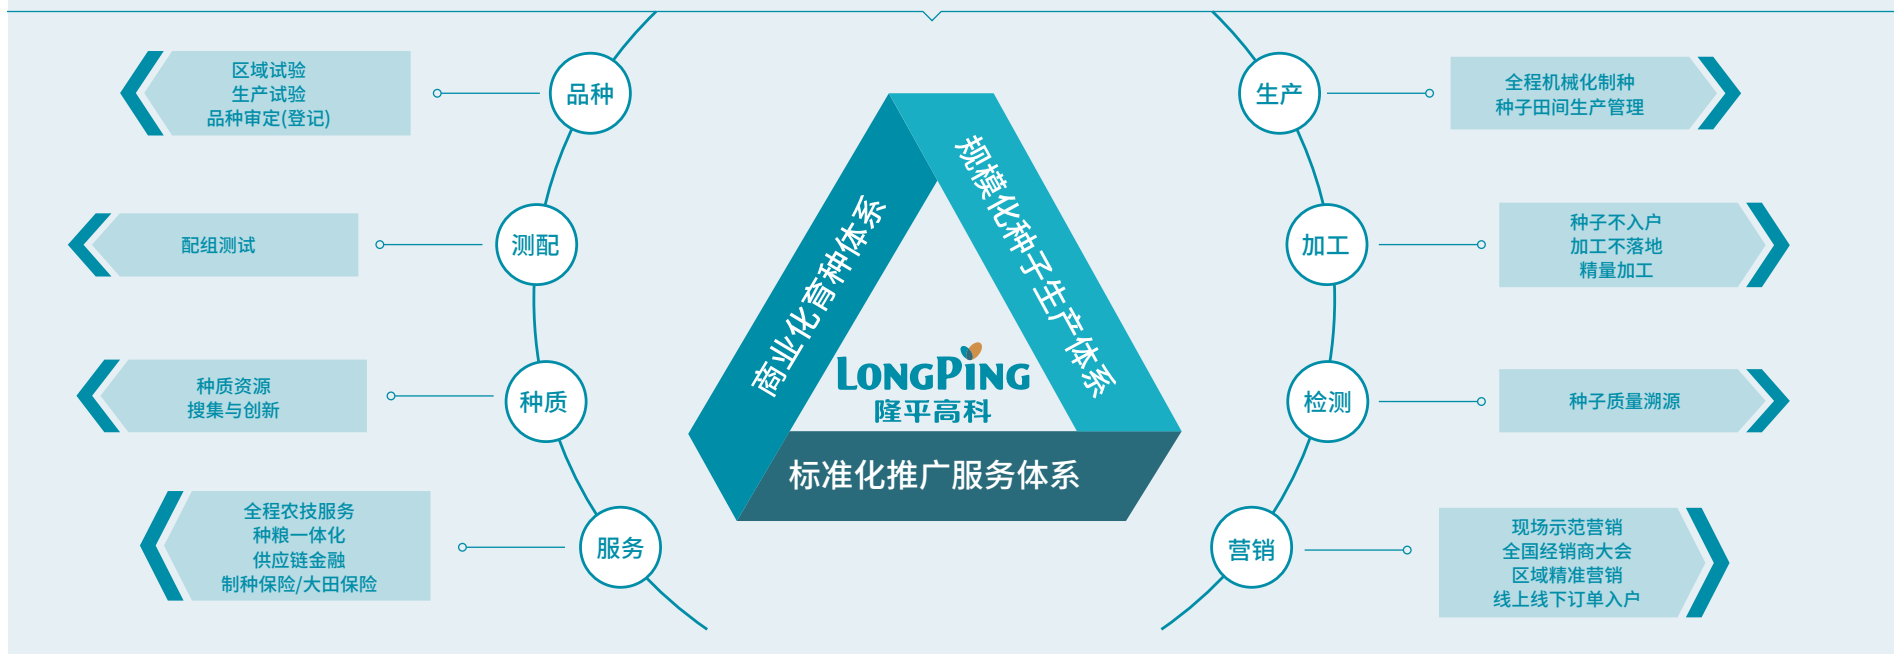 区域试验
生产试验
品种审定(登记)
品种
配组测试
测配
种质资源
搜集与创新
种质
全程农技服务
种粮一体化
供应链金融
制种保险/大田保险
服务
商业化育种体系
规模化种子生产体系
LONGPING
隆平高科
标准化推广服务体系
生产
全程机械化制种
种子田间生产管理
加工
种子不入户
加工不落地
精量加工
检测
种子质量溯源
营销
现场示范营销
全国经销商大会
区域精准营销
线上线下订单入户